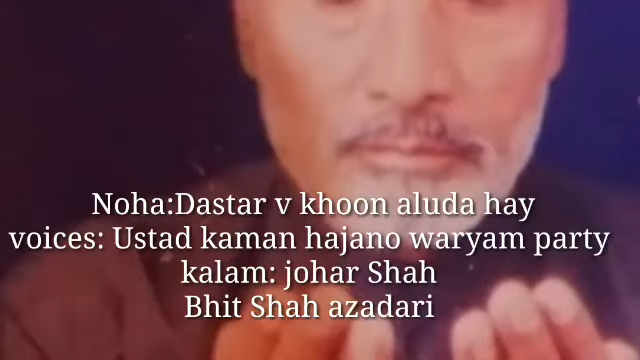 Noha:Dastar v khoon aluda hay
voices: Ustad kaman hajano waryam party
kalam: johar Shah
Bhit Shah azadari